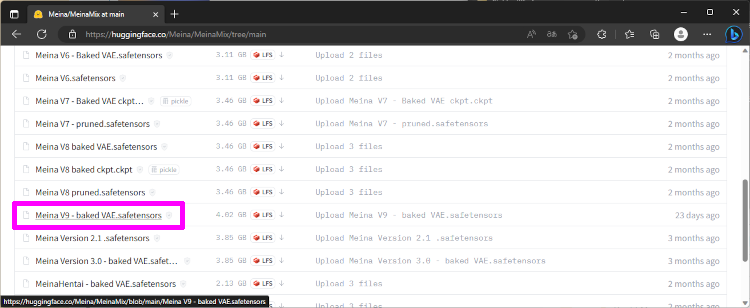 Meina/MeinaMix at main
https://huggingface.co/Meina/MeinaMix/tree/main
Meina V6 - Baked VAE.safetensors 3.11 GB LFS Upload 2 files 2 months ago
Meina V6.safetensors 3.11 GB LFS Upload 2 files 2 months ago
Meina V7 - Baked VAE ckpt.... pickle 3.46 GB LFS Upload Meina V7 - Baked VAE ckpt.ckpt 2 months ago
Meina V7 - pruned.safetensors 3.46 GB LFS Upload Meina V7 - pruned.safetensors 2 months ago
Meina V8 baked VAE.safetensors 3.46 GB LFS Upload 3 files 2 months ago
Meina V8 baked ckpt.ckpt pickle 3.46 GB LFS Upload 3 files 2 months ago
Meina V8 pruned.safetensors 3.46 GB LFS Upload 3 files 2 months ago
Meina V9 - baked VAE.safetensors 4.02 GB LFS Upload Meina V9 - baked VAE.safetensors 23 days ago
Meina Version 2.1 .safetensors 3.85 GB LFS Upload Meina Version 2.1 .safetensors 3 months ago
Meina Version 3.0 - baked VAE.safet... 3.85 GB LFS Upload Meina Version 3.0 - baked VAE.safetensors 3 months ago
MeinaHentai - baked VAE.safetensors 2.13 GB LFS Upload 3 files 2 months ago
https://huggingface.co/Meina/MeinaMix/blob/main/Meina V9 - baked VAE.safetensors